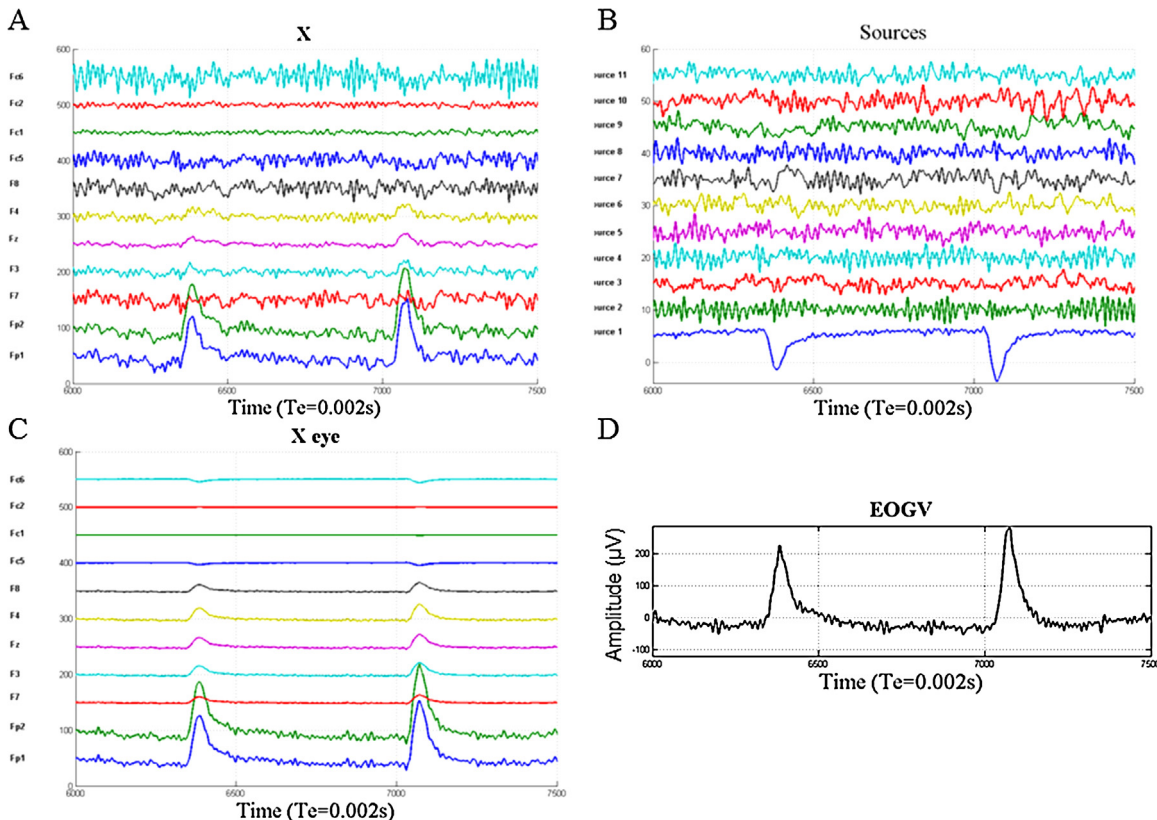 A
X
600
Fc6
Fc2
500
Fc1
Fc5
400
F8
F4
300
Fz
F3
200
F7
Fp2
100
Fp1
0
6000 6500 7000 7500
Time (Te=0.002s)
B
Sources
60
ource 11
ource 10
50
ource 9
ource 8
40
ource 7
ource 6
30
ource 5
ource 4
20
ource 3
ource 2
10
ource 1
0
6000 6500 7000 7500
Time (Te=0.002s)
C
X eye
600
Fc6
Fc2
500
Fc1
Fc5
400
F8
F4
300
Fz
F3
200
F7
Fp2
100
Fp1
0
6000 6500 7000 7500
Time (Te=0.002s)
D
EOGV
Amplitude (µV)
200
100
0
-100
6000 6500 7000 7500
Time (Te=0.002s)